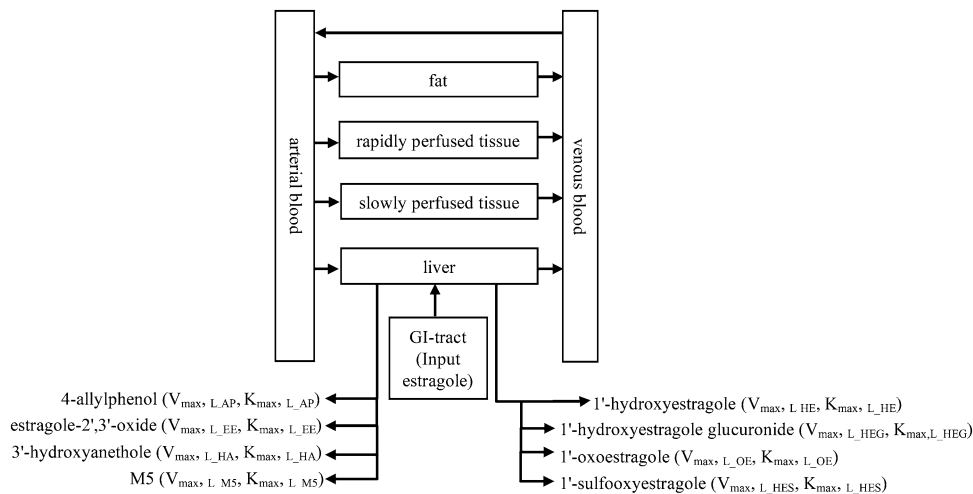 arterial blood
fat
rapidly perfused tissue
slowly perfused tissue
liver
venous blood
GI-tract
(Input
estragole)
4-allylphenol (Vmax, L_AP, Kmax, L_AP)
estragole-2',3'-oxide (Vmax, L_EE, Kmax, L_EE)
3'-hydroxyanethole (Vmax, L_HA, Kmax, L_HA)
M5 (Vmax, L_M5, Kmax, L_M5)
1'-hydroxyestragole (Vmax, L_HE, Kmax, L_HE)
1'-hydroxyestragole glucuronide (Vmax, L_HEG, Kmax,L_HEG)
1'-oxoestragole (Vmax, L_OE, Kmax, L_OE)
1'-sulfooxyestragole (Vmax, L_HES, Kmax, L_HES)